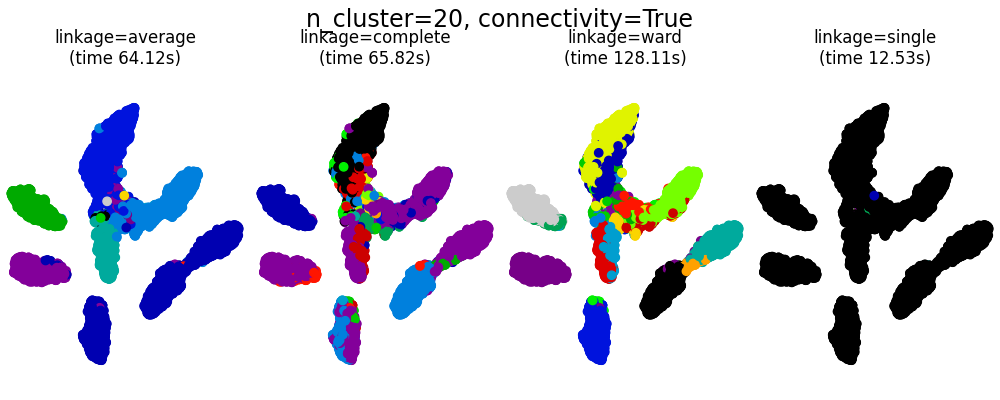 n_cluster=20, connectivity=True
linkage=average
(time 64.12s)
linkage=complete
(time 65.82s)
linkage=ward
(time 128.11s)
linkage=single
(time 12.53s)